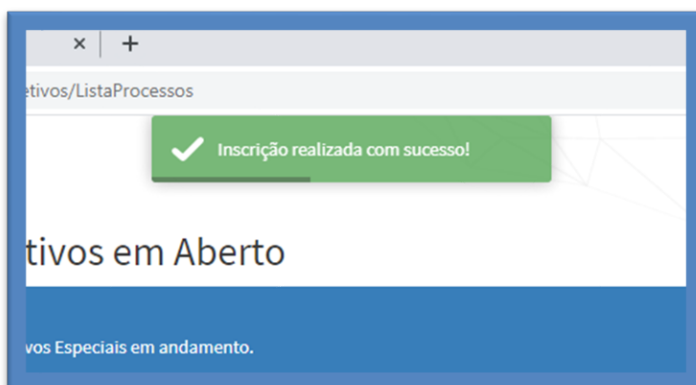 etivos/ListaProcessos
Inscrição realizada com sucesso!
tivos em Aberto
vos Especiais em andamento.